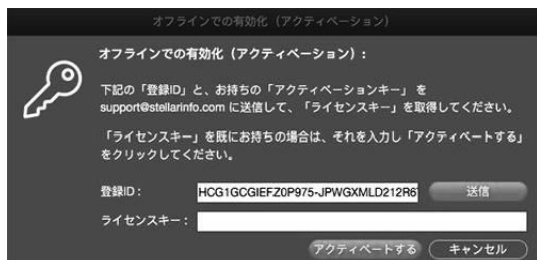 オフラインでの有効化（アクティベーション）
オフラインでの有効化（アクティベーション）：
下記の「登録ID」と、お持ちの「アクティベーションキー」 を
support@stellarinfo.com に送信して、「ライセンスキー」を取得してください。
「ライセンスキー」を既にお持ちの場合は、それを入力し「アクティベートする」
をクリックしてください。
登録ID： HCG1GCGIEFZ0P975-JPWGXMLD212R6 送信
ライセンスキー：
アクティベートする キャンセル